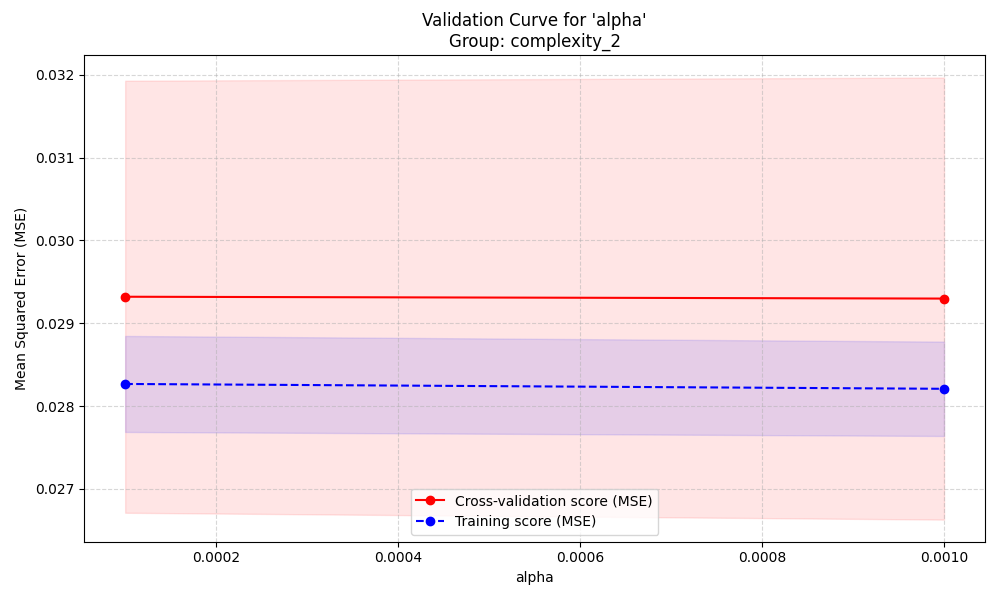 Validation Curve for 'alpha'
Group: complexity_2
0.032
0.031
0.030
0.029
0.028
0.027
Mean Squared Error (MSE)
Cross-validation score (MSE)
Training score (MSE)
0.0002
0.0004
0.0006
0.0008
0.0010
alpha